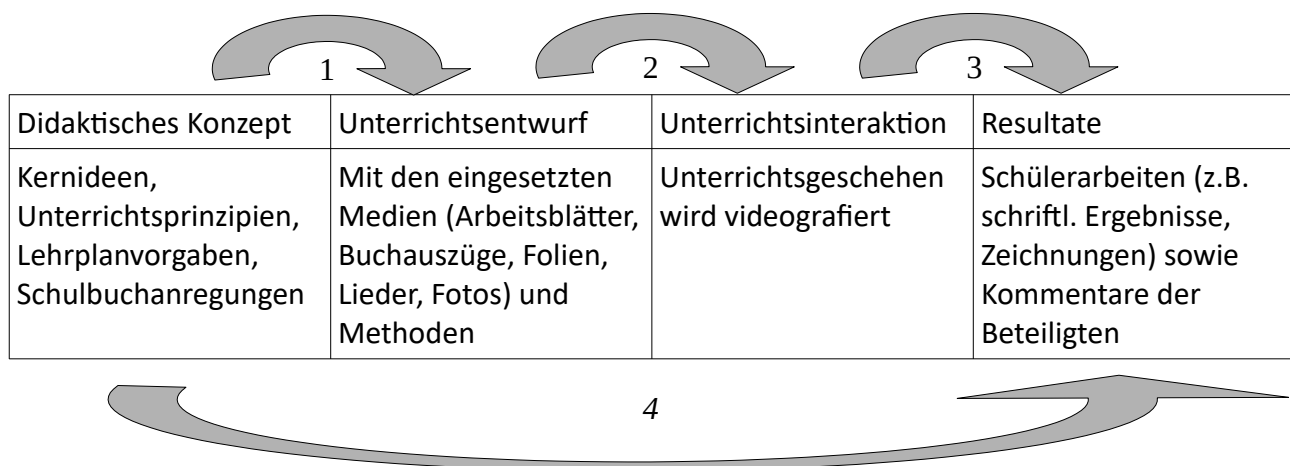 1
2
3
Didaktisches Konzept
Unterrichtsentwurf
Unterrichtsinteraktion
Resultate
Kernideen,
Unterrichtsprinzipien,
Lehrplanvorgaben,
Schulbuchanregungen
Mit den eingesetzten
Medien (Arbeitsblätter,
Buchauszüge, Folien,
Lieder, Fotos) und
Methoden
Unterrichtsgeschehen
wird videografiert
Schülerarbeiten (z.B.
schriftl. Ergebnisse,
Zeichnungen) sowie
Kommentare der
Beteiligten
4